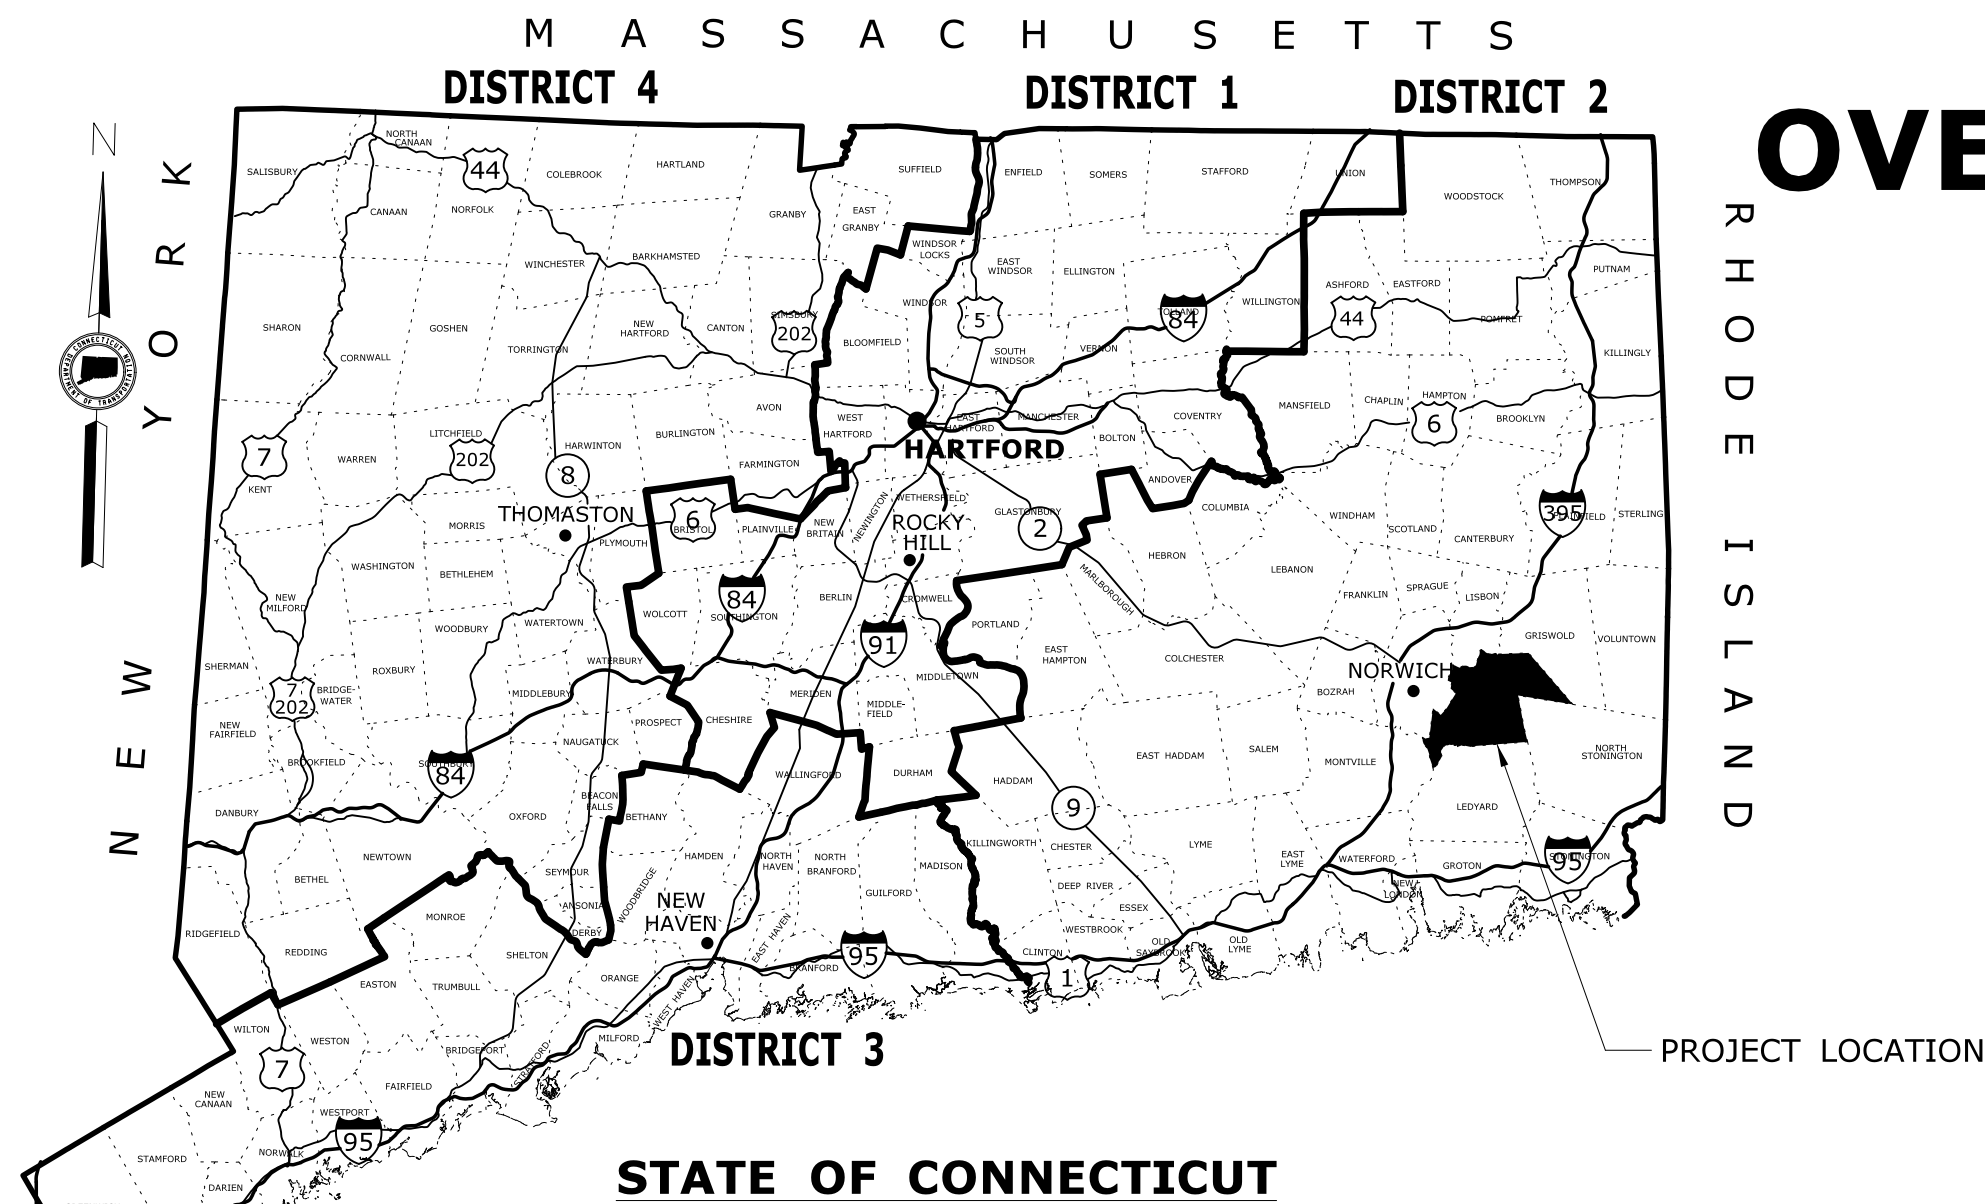 M A S S A C H U S E T T S
DISTRICT 4
DISTRICT 1
DISTRICT 2
OVE
N
NEW YORK
RHODE ISLAND
CONNECTICUT
DEPARTMENT OF TRANSPORTATION
NORTH
CANAAN
SALISBURY
44
COLEBROOK
HARTLAND
SUFFIELD
ENFIELD
SOMERS
STAFFORD
UNION
WOODSTOCK
THOMPSON
CANAAN
NORFOLK
GRANBY
EAST
GRANBY
WINDSOR
LOCKS
WINCHESTER
BARKHAMSTED
EAST
WINDSOR
ELLINGTON
WILLINGTON
ASHFORD
EASTFORD
PUTNAM
SHARON
GOSHEN
CORNWALL
TORRINGTON
NEW
HARTFORD
CANTON
SIMSBURY
202
BLOOMFIELD
WINDSOR
5
SOUTH
WINDSOR
VERNON
TOLLAND
84
44
POMFRET
KILLINGLY
AVON
WEST
HARTFORD
EAST
HARTFORD
MANCHESTER
COVENTRY
MANSFIELD
CHAPLIN
HAMPTON
6
BROOKLYN
7
KENT
WARREN
LITCHFIELD
202
HARWINTON
8
BURLINGTON
FARMINGTON
HARTFORD
BOLTON
ANDOVER
COLUMBIA
THOMASTON
MORRIS
PLYMOUTH
6
BRISTOL
PLAINVILLE
NEW
BRITAIN
NEWINGTON
WETHERSFIELD
ROCKY
HILL
GLASTONBURY
2
HEBRON
WINDHAM
SCOTLAND
CANTERBURY
395
PLAINFIELD
STERLING
WASHINGTON
BETHLEHEM
NEW
MILFORD
WOODBURY
WATERTOWN
WOLCOTT
84
SOUTHINGTON
BERLIN
CROMWELL
91
PORTLAND
MARLBOROUGH
LEBANON
FRANKLIN
SPRAGUE
LISBON
GRISWOLD
VOLUNTOWN
SHERMAN
ROXBURY
WATERBURY
EAST
HAMPTON
COLCHESTER
NORWICH
BOZRAH
7
202
BRIDGE-
WATER
MIDDLEBURY
MERIDEN
MIDDLETOWN
MIDDLE-
FIELD
NEW
FAIRFIELD
PROSPECT
CHESHIRE
NAUGATUCK
BROOKFIELD
SOUTHBURY
84
EAST HADDAM
SALEM
MONTVILLE
NORTH
STONINGTON
WALLINGFORD
DURHAM
HADDAM
DANBURY
OXFORD
BEACON
FALLS
BETHANY
9
LEDYARD
NEWTOWN
HAMDEN
NORTH
HAVEN
NORTH
BRANFORD
MADISON
KILLINGWORTH
CHESTER
LYME
EAST
LYME
WATERFORD
GROTON
95
STONINGTON
BETHEL
SEYMOUR
WOODBRIDGE
GUILFORD
DEEP RIVER
NEW
LONDON
MONROE
ANSONIA
NEW
HAVEN
ESSEX
RIDGEFIELD
DERBY
EAST HAVEN
WESTBROOK
REDDING
SHELTON
95
CLINTON
OLD
SAYBROOK
OLD
LYME
BRANFORD
EASTON
TRUMBULL
ORANGE
WEST HAVEN
1
WILTON
WESTON
MILFORD
DISTRICT 3
PROJECT LOCATION
7
BRIDGEPORT
STRATFORD
NEW
CANAAN
FAIRFIELD
WESTPORT
95
STAMFORD
NORWALK
DARIEN
STATE OF CONNECTICUT